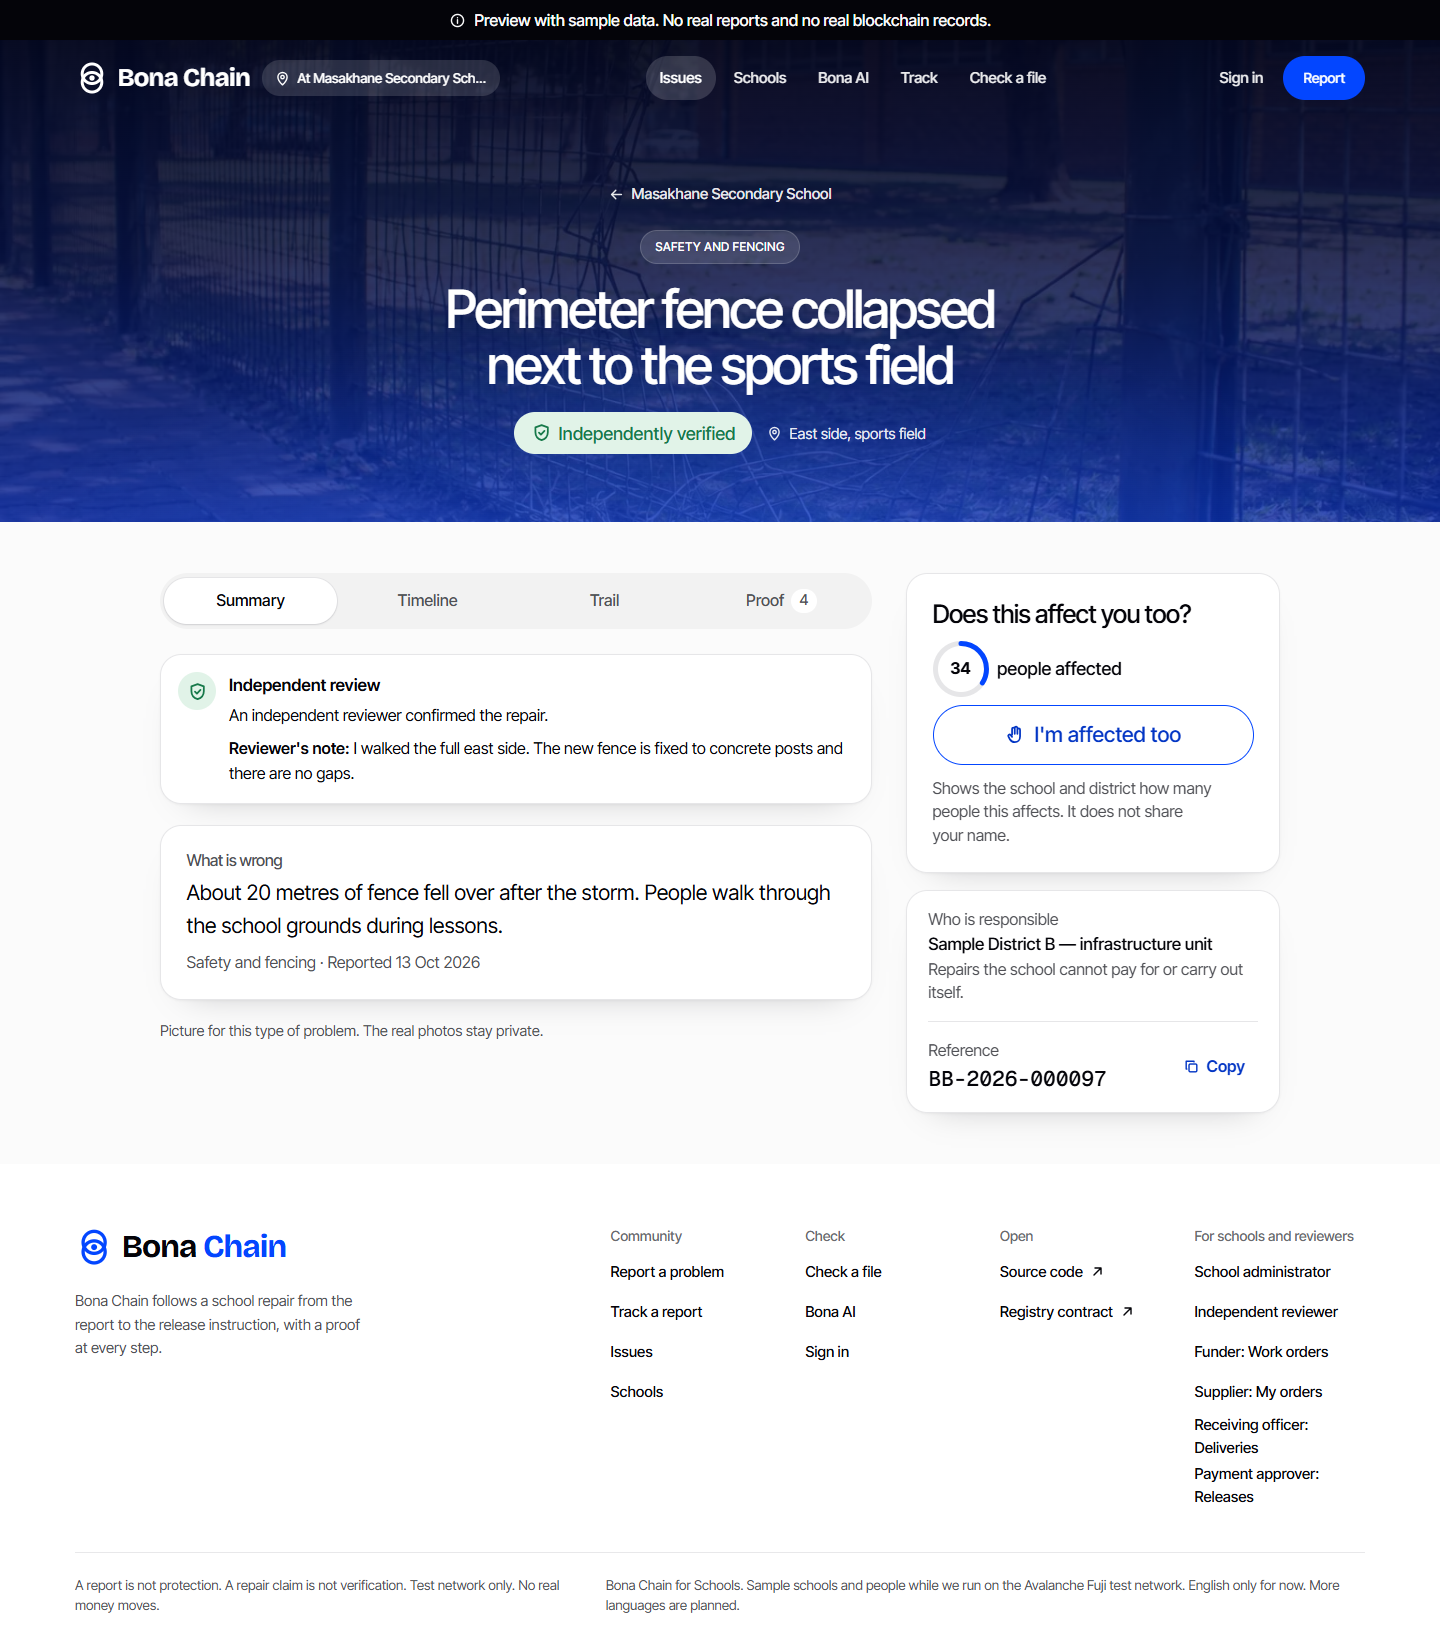 Preview with sample data. No real reports and no real blockchain records.
Bona Chain
At Masakhane Secondary Sch...
Issues
Schools
Bona AI
Track
Check a file
Sign in
Report
← Masakhane Secondary School
SAFETY AND FENCING
Perimeter fence collapsed
next to the sports field
Independently verified
East side, sports field
Summary
Timeline
Trail
Proof 4
Independent review
An independent reviewer confirmed the repair.
Reviewer's note: I walked the full east side. The new fence is fixed to concrete posts and
there are no gaps.
What is wrong
About 20 metres of fence fell over after the storm. People walk through
the school grounds during lessons.
Safety and fencing · Reported 13 Oct 2026
Picture for this type of problem. The real photos stay private.
Does this affect you too?
34 people affected
I'm affected too
Shows the school and district how many
people this affects. It does not share
your name.
Who is responsible
Sample District B — infrastructure unit
Repairs the school cannot pay for or carry out
itself.
Reference
BB-2026-000097
Copy
Bona Chain
Bona Chain follows a school repair from the
report to the release instruction, with a proof
at every step.
Community
Report a problem
Track a report
Issues
Schools
Check
Check a file
Bona AI
Sign in
Open
Source code ↗
Registry contract ↗
For schools and reviewers
School administrator
Independent reviewer
Funder: Work orders
Supplier: My orders
Receiving officer:
Deliveries
Payment approver:
Releases
A report is not protection. A repair claim is not verification. Test network only. No real
money moves.
Bona Chain for Schools. Sample schools and people while we run on the Avalanche Fuji test network. English only for now. More
languages are planned.